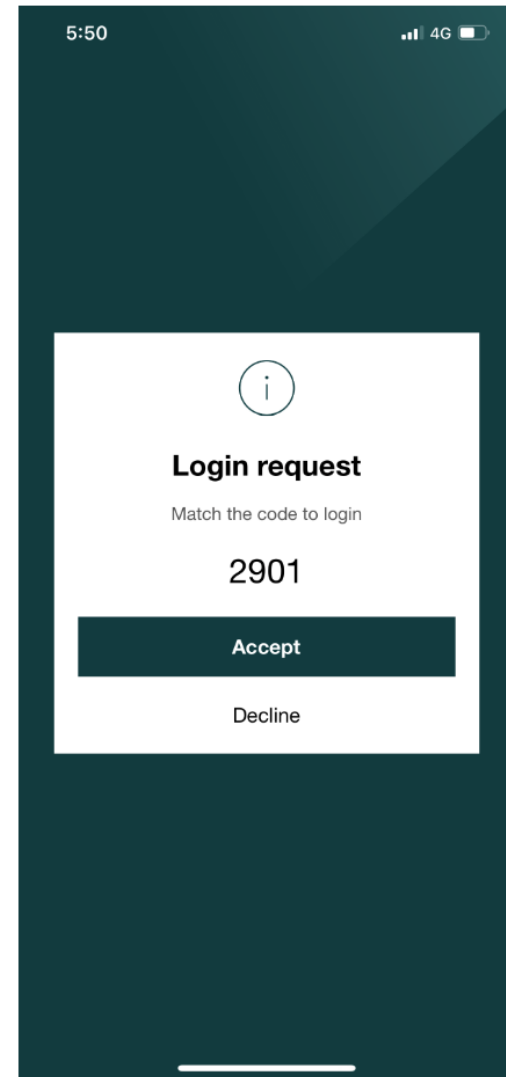 5:50 4G
i
Login request
Match the code to login
2901
Accept
Decline